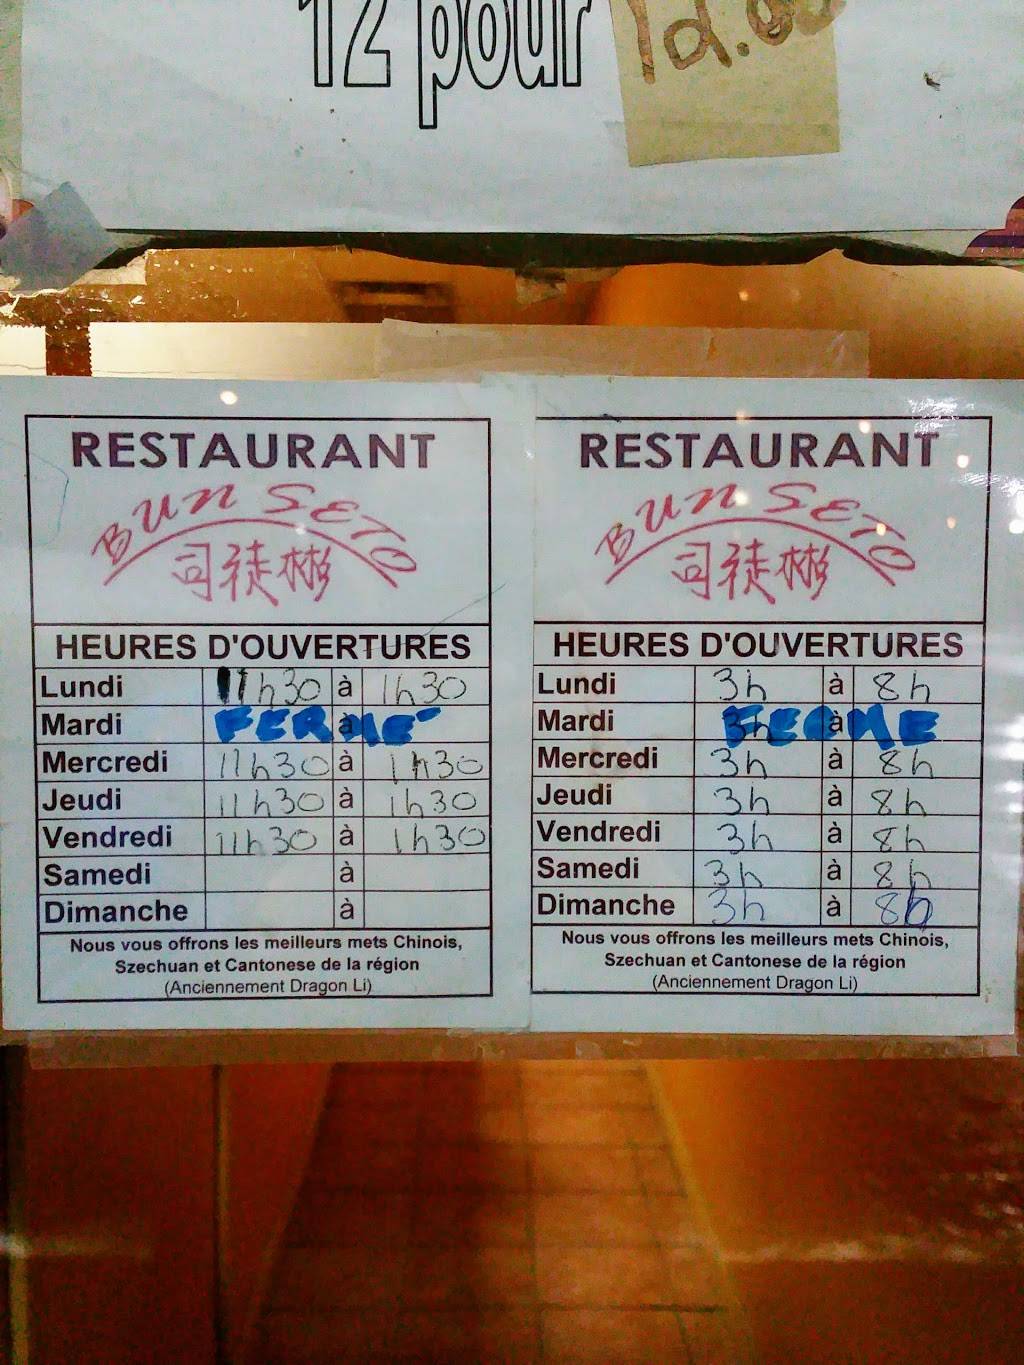 12 pour
RESTAURANT
BUN SETO
司徒彬
HEURES D'OUVERTURES
Lundi 11h30 à 1h30
Mardi FERMÉ à
Mercredi 11h30 à 1h30
Jeudi 11h30 à 1h30
Vendredi 11h30 à 1h30
Samedi à
Dimanche à
Nous vous offrons les meilleurs mets Chinois,
Szechuan et Cantonese de la région
(Anciennement Dragon Li)
RESTAURANT
BUN SETO
司徒彬
HEURES D'OUVERTURES
Lundi 3h à 8h
Mardi 3h FERME à
Mercredi 3h à 8h
Jeudi 3h à 8h
Vendredi 3h à 8h
Samedi 3h à 8h
Dimanche 3h à 8h
Nous vous offrons les meilleurs mets Chinois,
Szechuan et Cantonese de la région
(Anciennement Dragon Li)